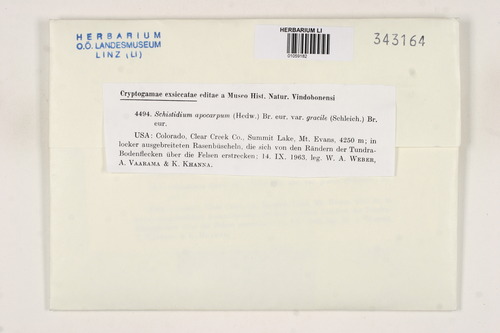 HERBARIUM
O.Ö. LANDESMUSEUM
LINZ (LI)
HERBARIUM LI
343164
Cryptogamae exsiccatae editae a Museo Hist. Natur. Vindobonensi
4494. Schistidium apocarpum (Hedw.) Br. eur. var. gracile (Schleich.) Br.
eur.
USA: Colorado, Clear Creek Co., Summit Lake, Mt. Evans, 4250 m; in
locker ausgebreiteten Rasenbüscheln, die sich von den Rändern der Tundra-
Bodenflecken über die Felsen erstrecken; 14. IX. 1963. leg. W. A. Weber,
A. Vaarama & K. Khanna.